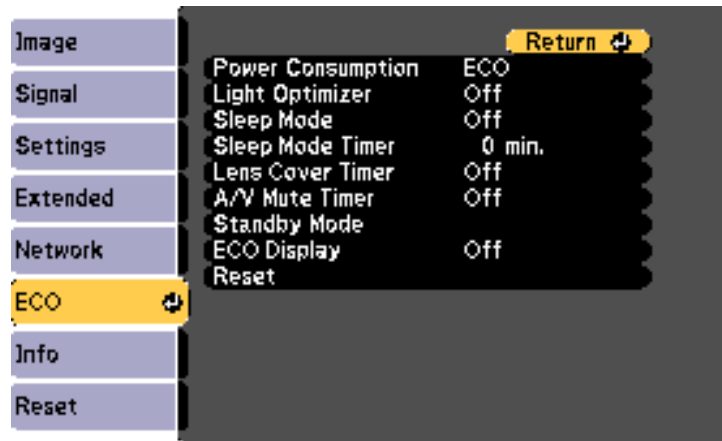 Image
Signal
Settings
Extended
Network
ECO
Info
Reset
Return
Power Consumption ECO
Light Optimizer Off
Sleep Mode Off
Sleep Mode Timer 0 min.
Lens Cover Timer Off
A/V Mute Timer Off
Standby Mode
ECO Display Off
Reset